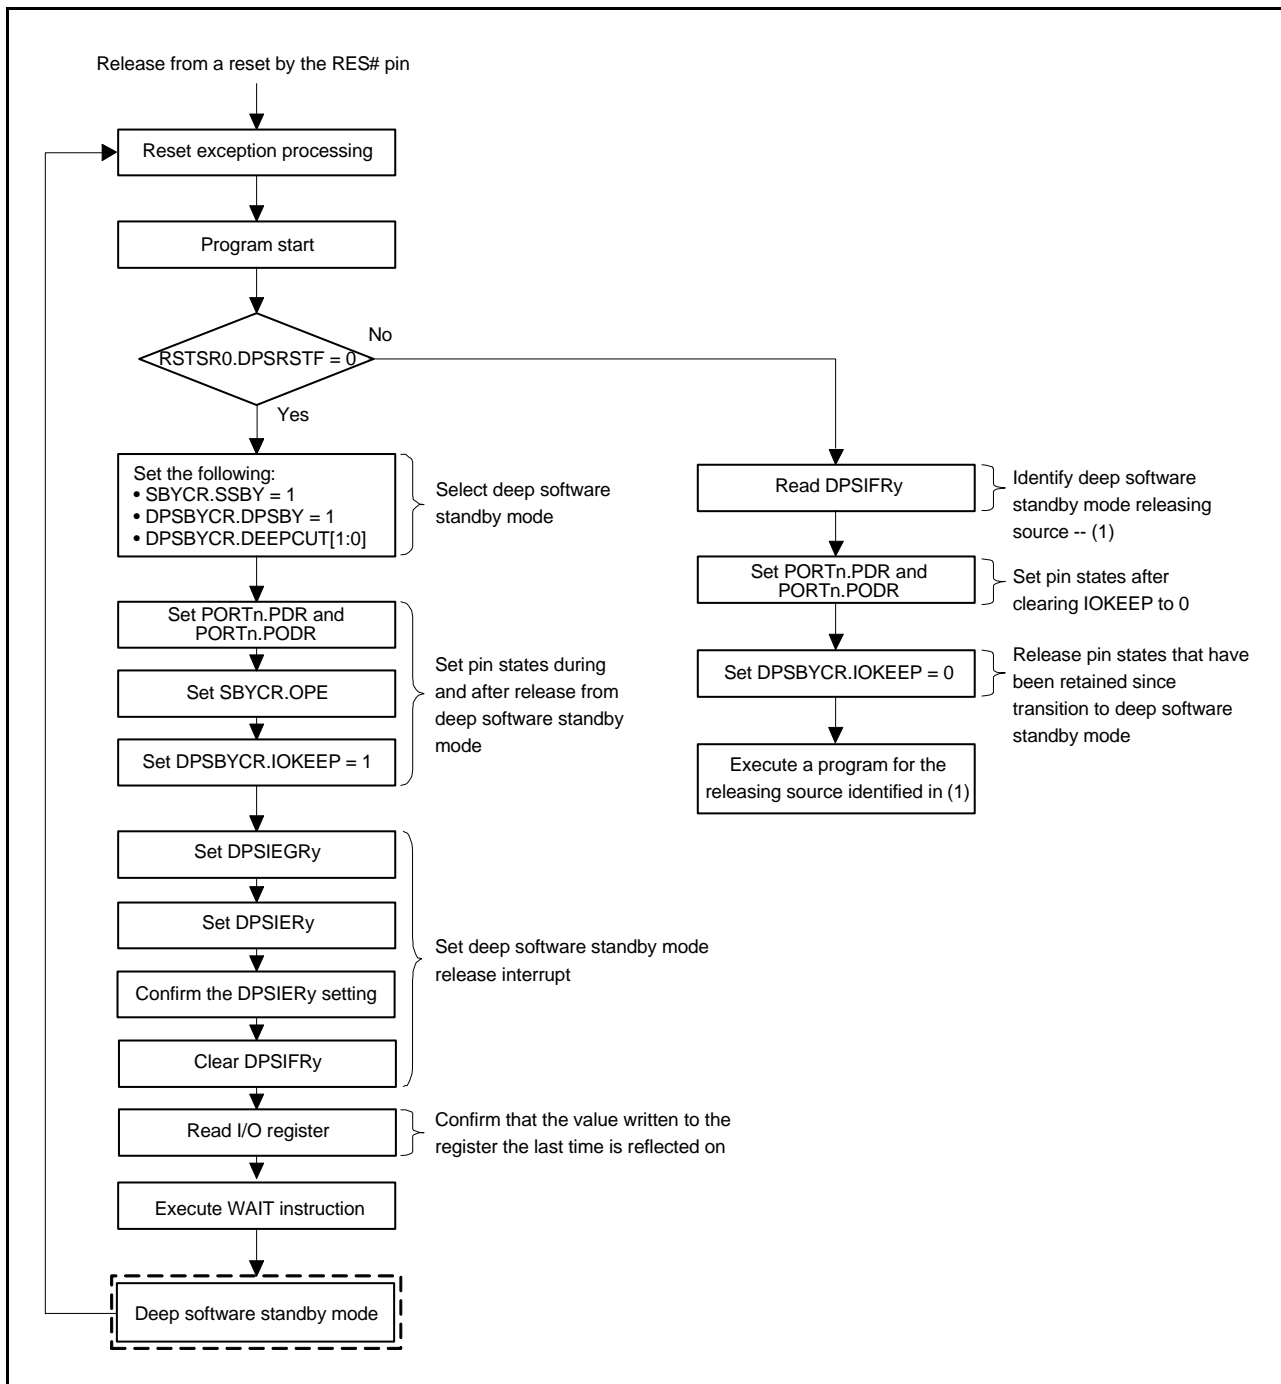 Release from a reset by the RES# pin
Reset exception processing
Program start
RSTSR0.DPSRSTF = 0
No
Yes
Set the following:
• SBYCR.SSBY = 1
• DPSBYCR.DPSBY = 1
• DPSBYCR.DEEPCUT[1:0]
Select deep software
standby mode
Set PORTn.PDR and
PORTn.PODR
Set SBYCR.OPE
Set DPSBYCR.IOKEEP = 1
Set pin states during
and after release from
deep software standby
mode
Set DPSIEGRy
Set DPSIERy
Confirm the DPSIERy setting
Clear DPSIFRy
Set deep software standby mode
release interrupt
Read I/O register
Confirm that the value written to the
register the last time is reflected on
Execute WAIT instruction
Deep software standby mode
Read DPSIFRy
Identify deep software
standby mode releasing
source -- (1)
Set PORTn.PDR and
PORTn.PODR
Set pin states after
clearing IOKEEP to 0
Set DPSBYCR.IOKEEP = 0
Release pin states that have
been retained since
transition to deep software
standby mode
Execute a program for the
releasing source identified in (1)